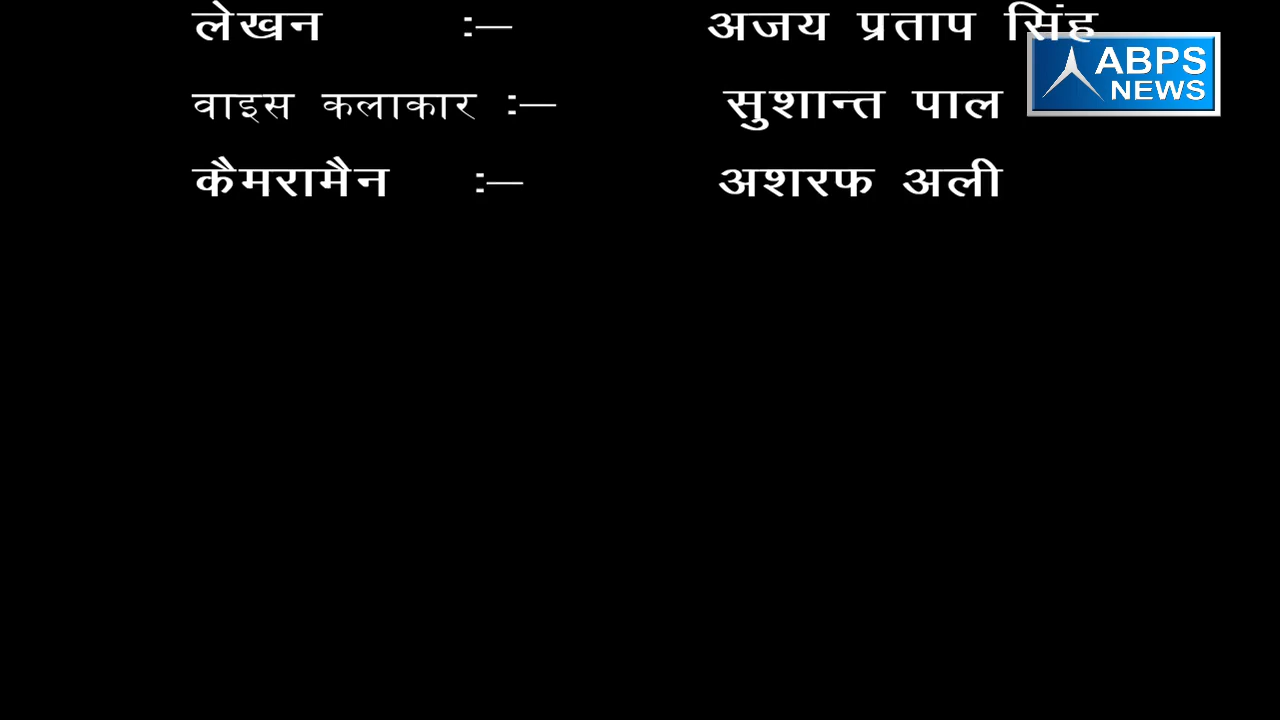 लेखन :— अजय प्रताप सिंह
ABPS
NEWS
वाइस कलाकार :— सुशान्त पाल
कैमरामैन :— अशरफ अली